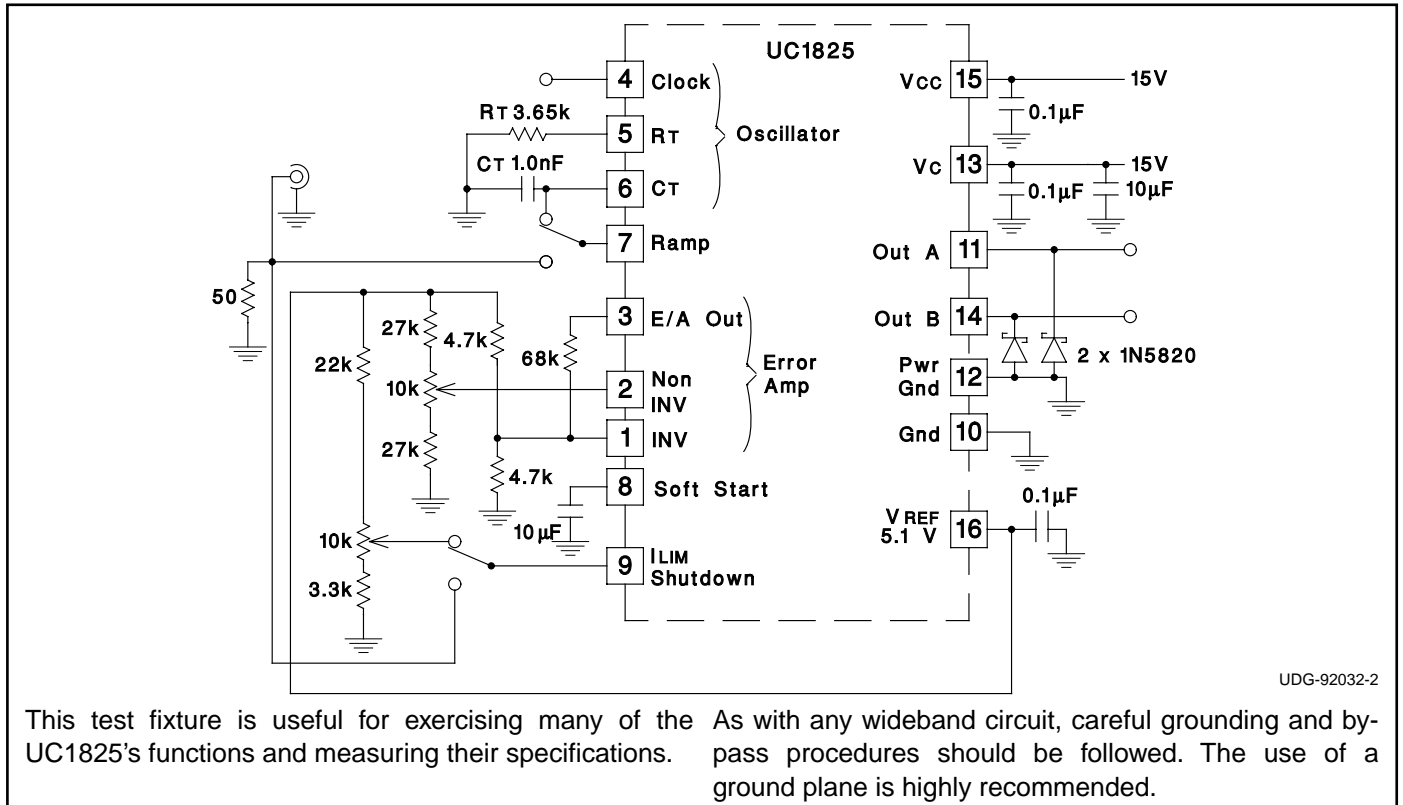 UC1825
4 Clock
RT 3.65k
5 RT
Oscillator
CT 1.0nF
6 CT
7 Ramp
50
27k
4.7k
22k
68k
3 E/A Out
10k
2 Non
INV
Error
Amp
27k
1 INV
4.7k
8 Soft Start
10µF
10k
9 ILIM
Shutdown
3.3k
VCC 15
15V
0.1µF
VC 13
15V
0.1µF
10µF
Out A 11
Out B 14
2 x 1N5820
Pwr
Gnd 12
Gnd 10
0.1µF
VREF
5.1 V 16
UDG-92032-2
This test fixture is useful for exercising many of the
UC1825's functions and measuring their specifications.
As with any wideband circuit, careful grounding and by-
pass procedures should be followed. The use of a
ground plane is highly recommended.